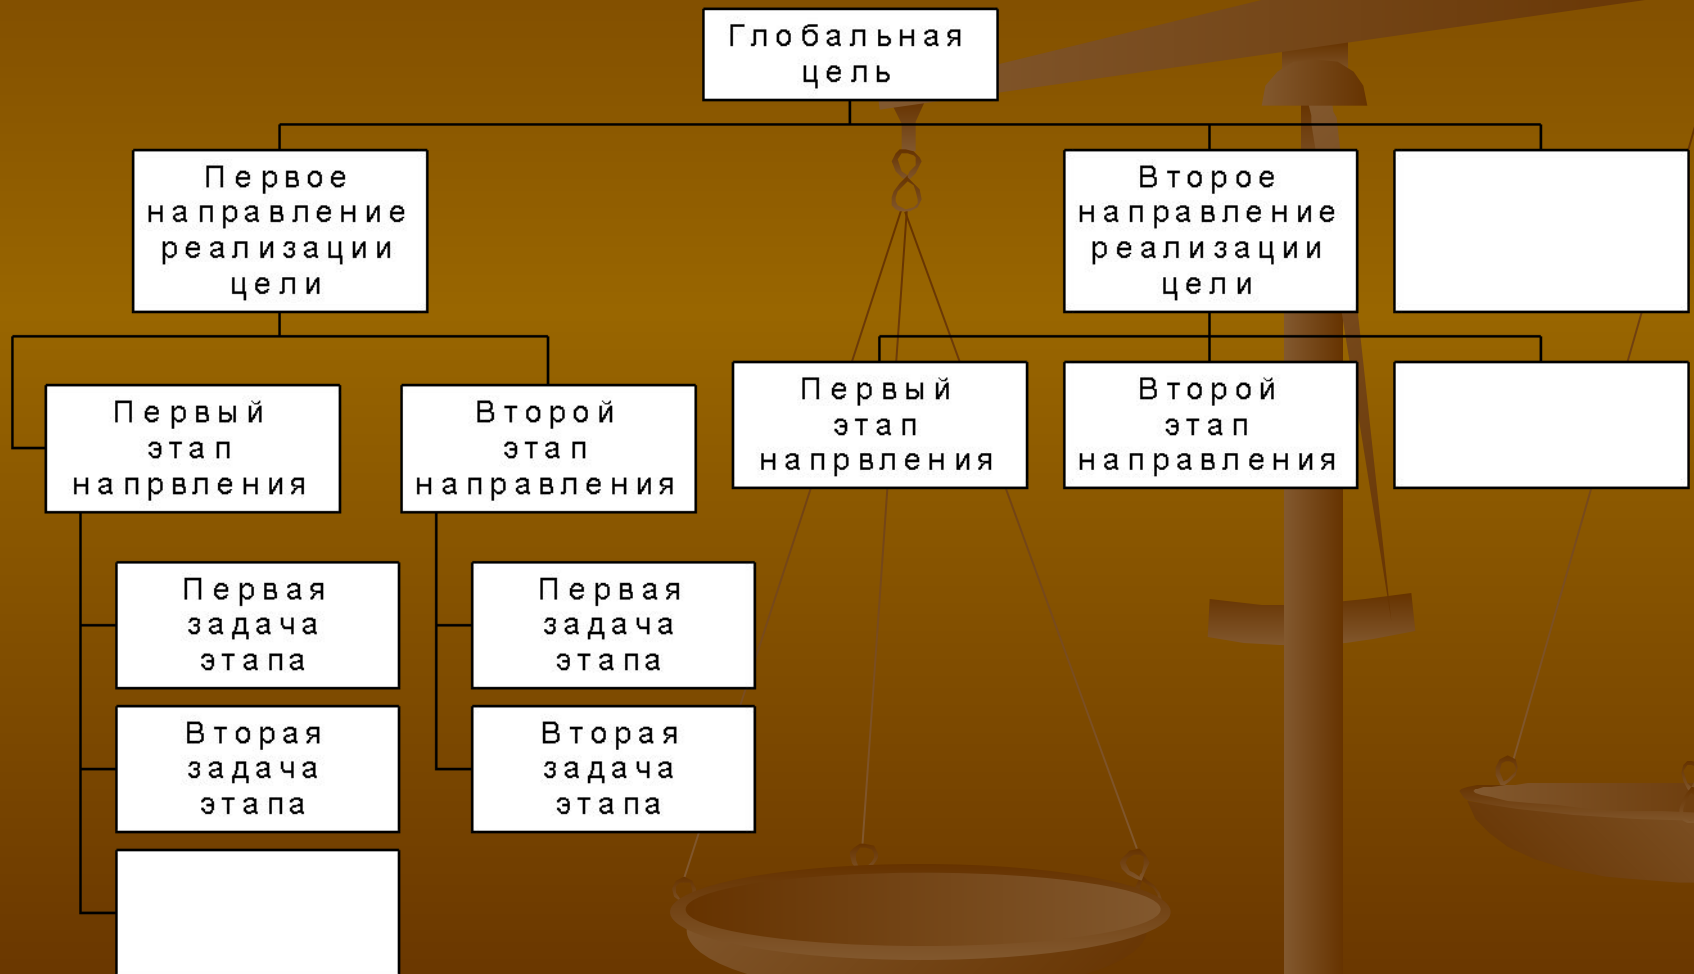 Глобальная
цель
Первое
направление
реализации
цели
Второе
направление
реализации
цели
Первый
этап
напрвления
Второй
этап
направления
Первый
этап
напрвления
Второй
этап
направления
Первая
задача
этапа
Первая
задача
этапа
Вторая
задача
этапа
Вторая
задача
этапа